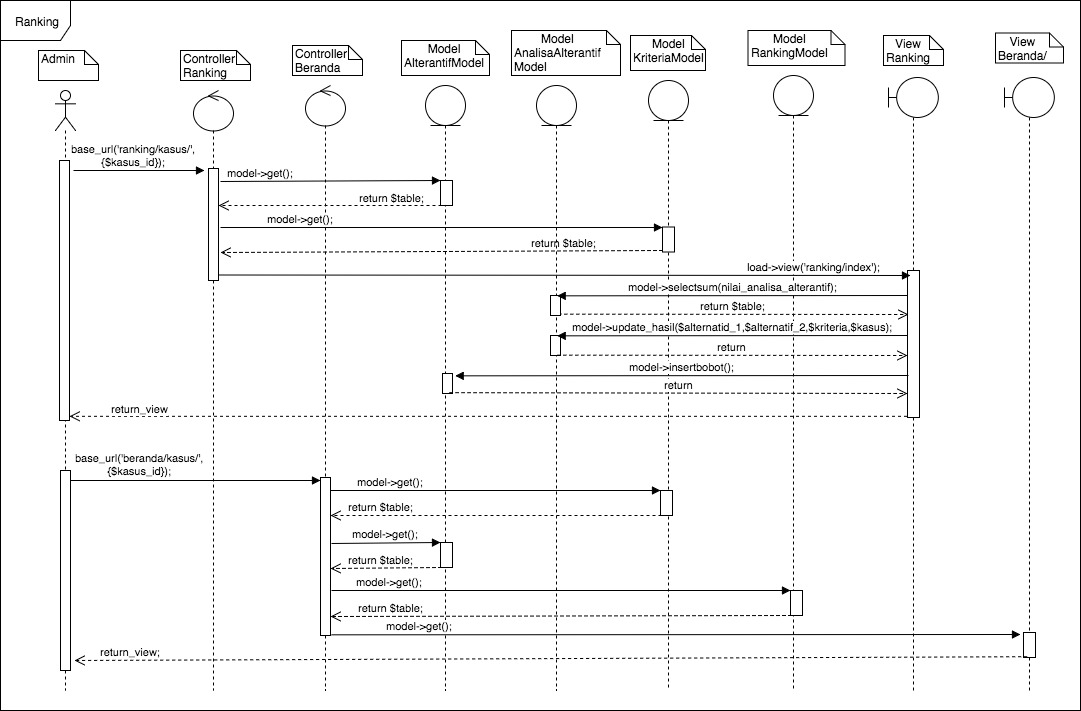 Ranking
Admin
Controller
Ranking
Controller
Beranda
Model
AlterantifModel
Model
AnalisaAlterantif
Model
Model
KriteriaModel
Model
RankingModel
View
Ranking
View
Beranda/
base_url('ranking/kasus/',
{$kasus_id});
model->get();
return $table;
model->get();
return $table;
load->view('ranking/index');
model->selectsum(nilai_analisa_alterantif);
return $table;
model->update_hasil($alternatid_1,$alternatif_2,$kriteria,$kasus);
return
model->insertbobot();
return
return_view
base_url('beranda/kasus/',
{$kasus_id});
model->get();
return $table;
model->get();
return $table;
model->get();
return $table;
model->get();
return_view;